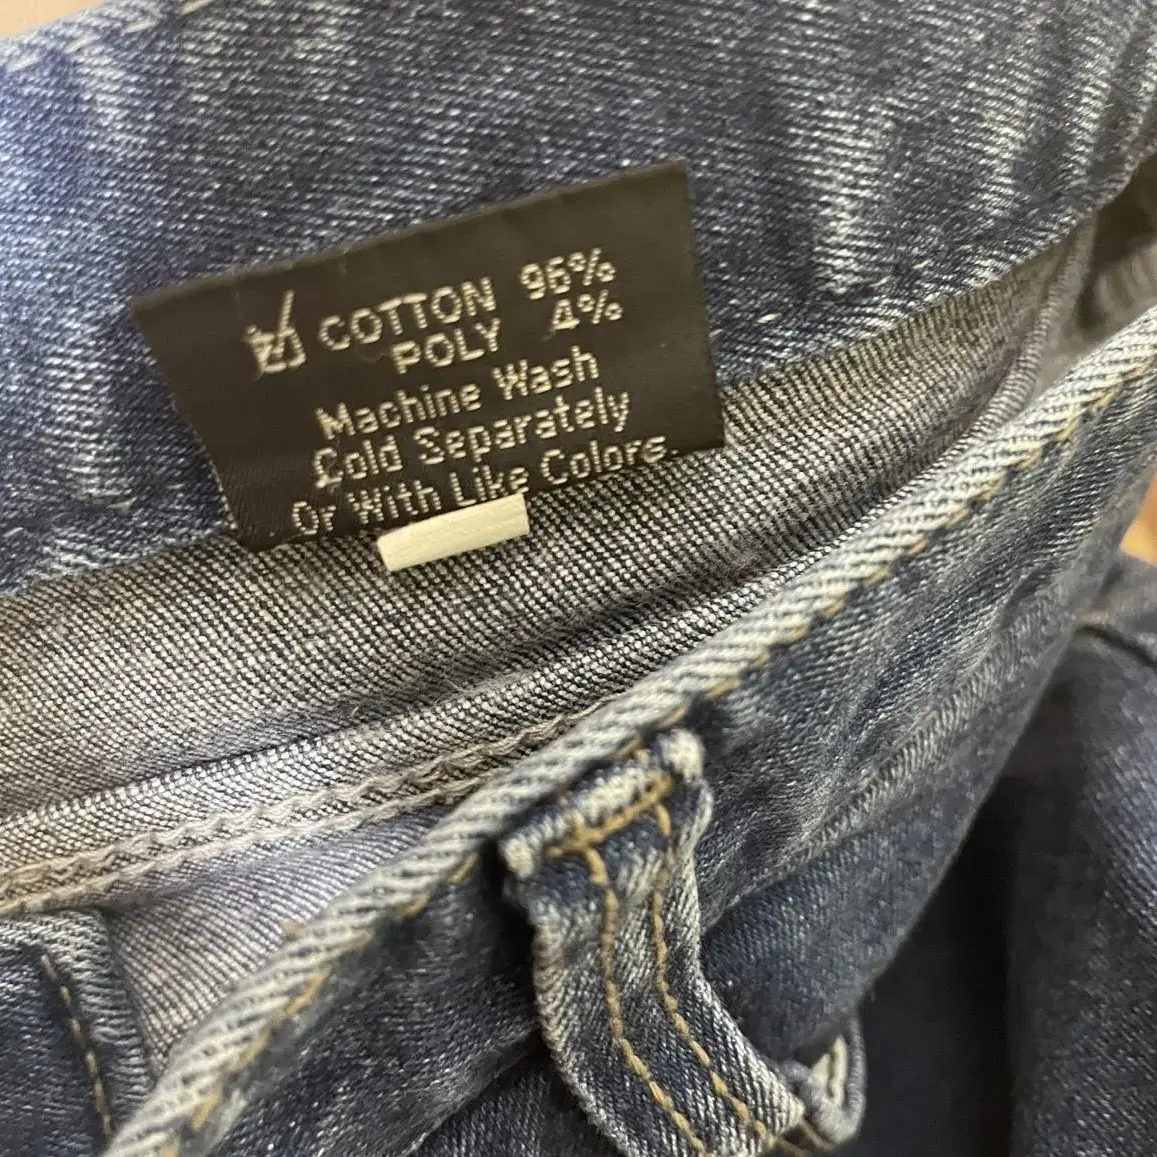 COTTON 96%
POLY 4%
Machine Wash
Cold Separately
Or With Like Colors.